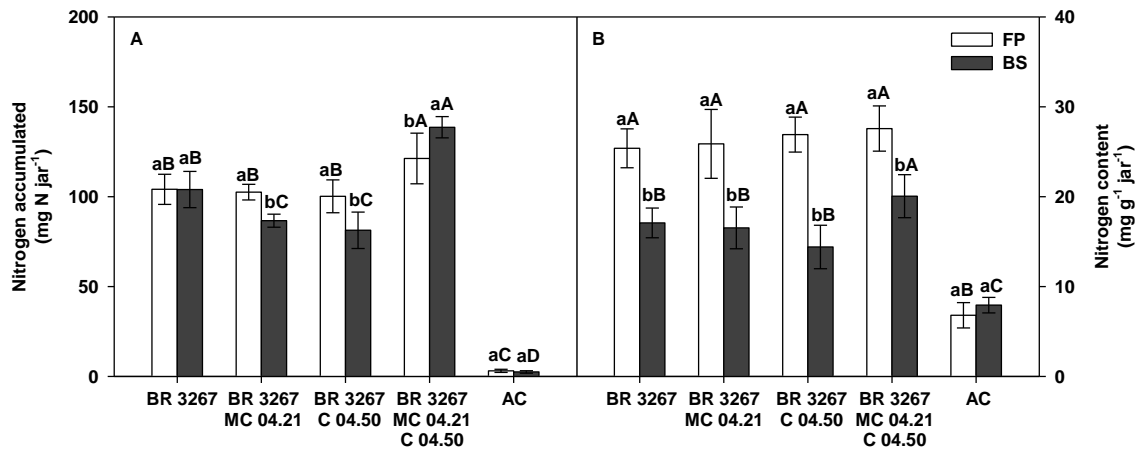 200
150
100
50
0
Nitrogen accumulated
(mg N jar-1)
A
aB
aB
aB
bC
aB
bC
bA
aA
aC
aD
BR 3267
BR 3267
MC 04.21
BR 3267
C 04.50
BR 3267
MC 04.21
C 04.50
AC
B
FP
BS
aA
bB
aA
bB
aA
bB
aA
bA
aB
aC
BR 3267
BR 3267
MC 04.21
BR 3267
C 04.50
BR 3267
MC 04.21
C 04.50
AC
40
30
20
10
0
Nitrogen content
(mg g-1 jar-1)